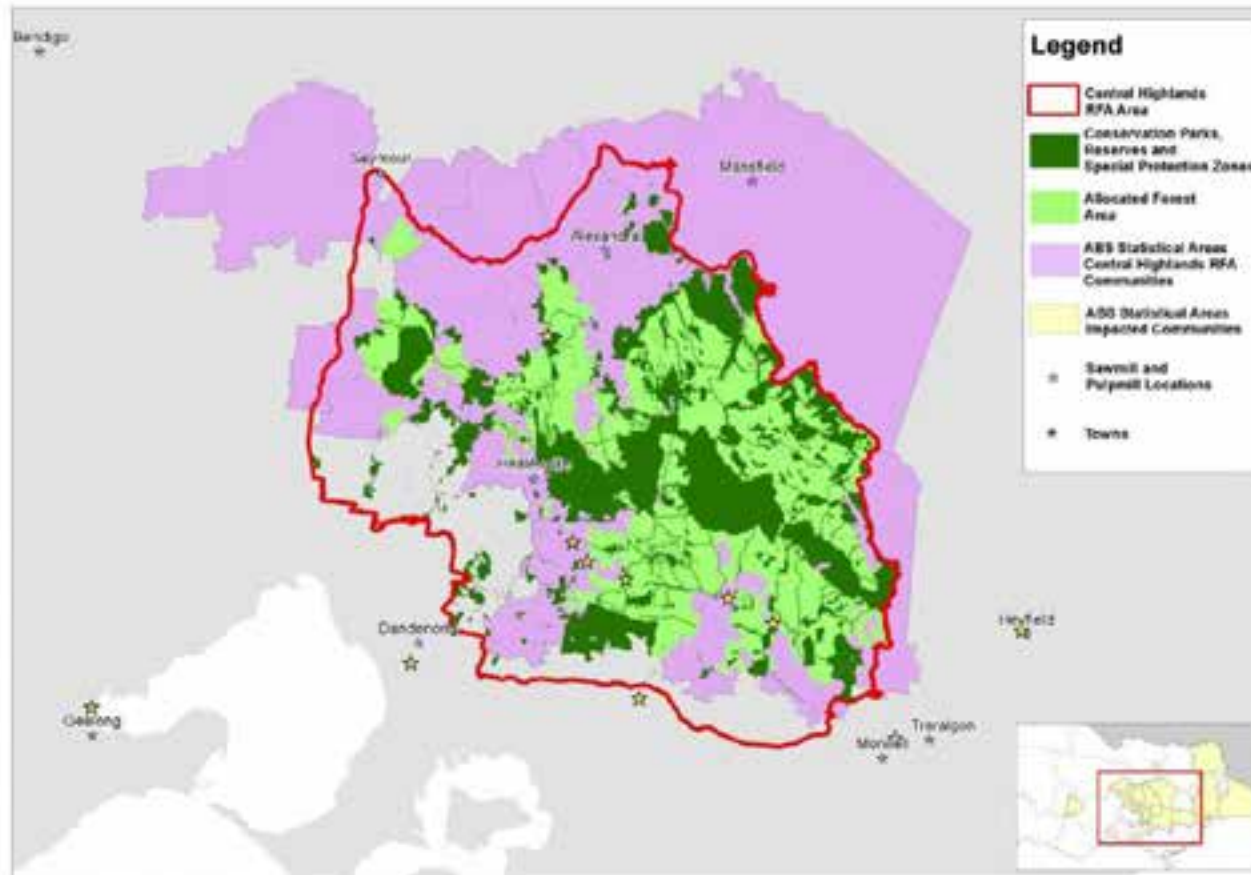 Bendigo
Seymour
Mansfield
Alexandra
Healesville
Dandenong
Geelong
Heyfield
Traralgon
Morwell
Legend
Central Highlands
RFA Area
Conservation Parks,
Reserves and
Special Protection Zones
Allocated Forest
Area
ABS Statistical Areas
Central Highlands RFA
Communities
ABS Statistical Areas
Impacted Communities
Sawmill and
Pulpmill Locations
Towns